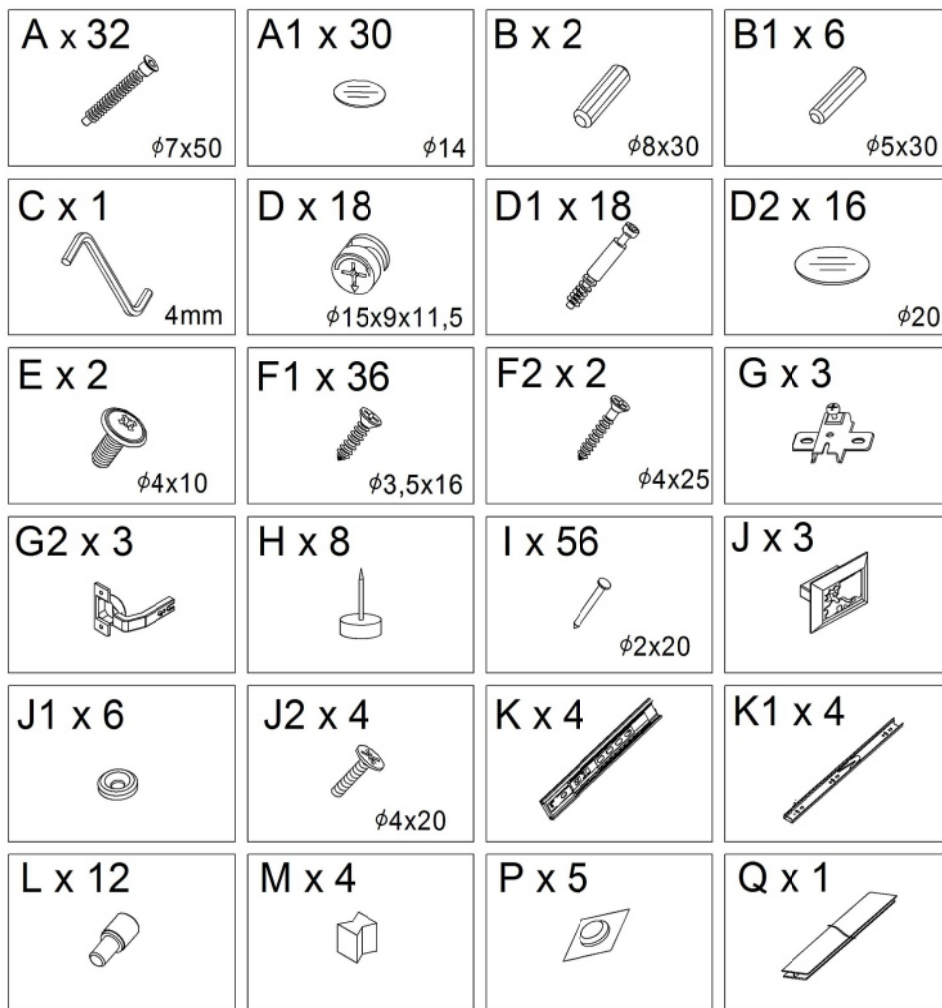 A x 32
φ7x50
A1 x 30
φ14
B x 2
φ8x30
B1 x 6
φ5x30
C x 1
4mm
D x 18
φ15x9x11,5
D1 x 18
D2 x 16
φ20
E x 2
φ4x10
F1 x 36
φ3,5x16
F2 x 2
φ4x25
G x 3
G2 x 3
H x 8
I x 56
φ2x20
J x 3
J1 x 6
J2 x 4
φ4x20
K x 4
K1 x 4
L x 12
M x 4
P x 5
Q x 1